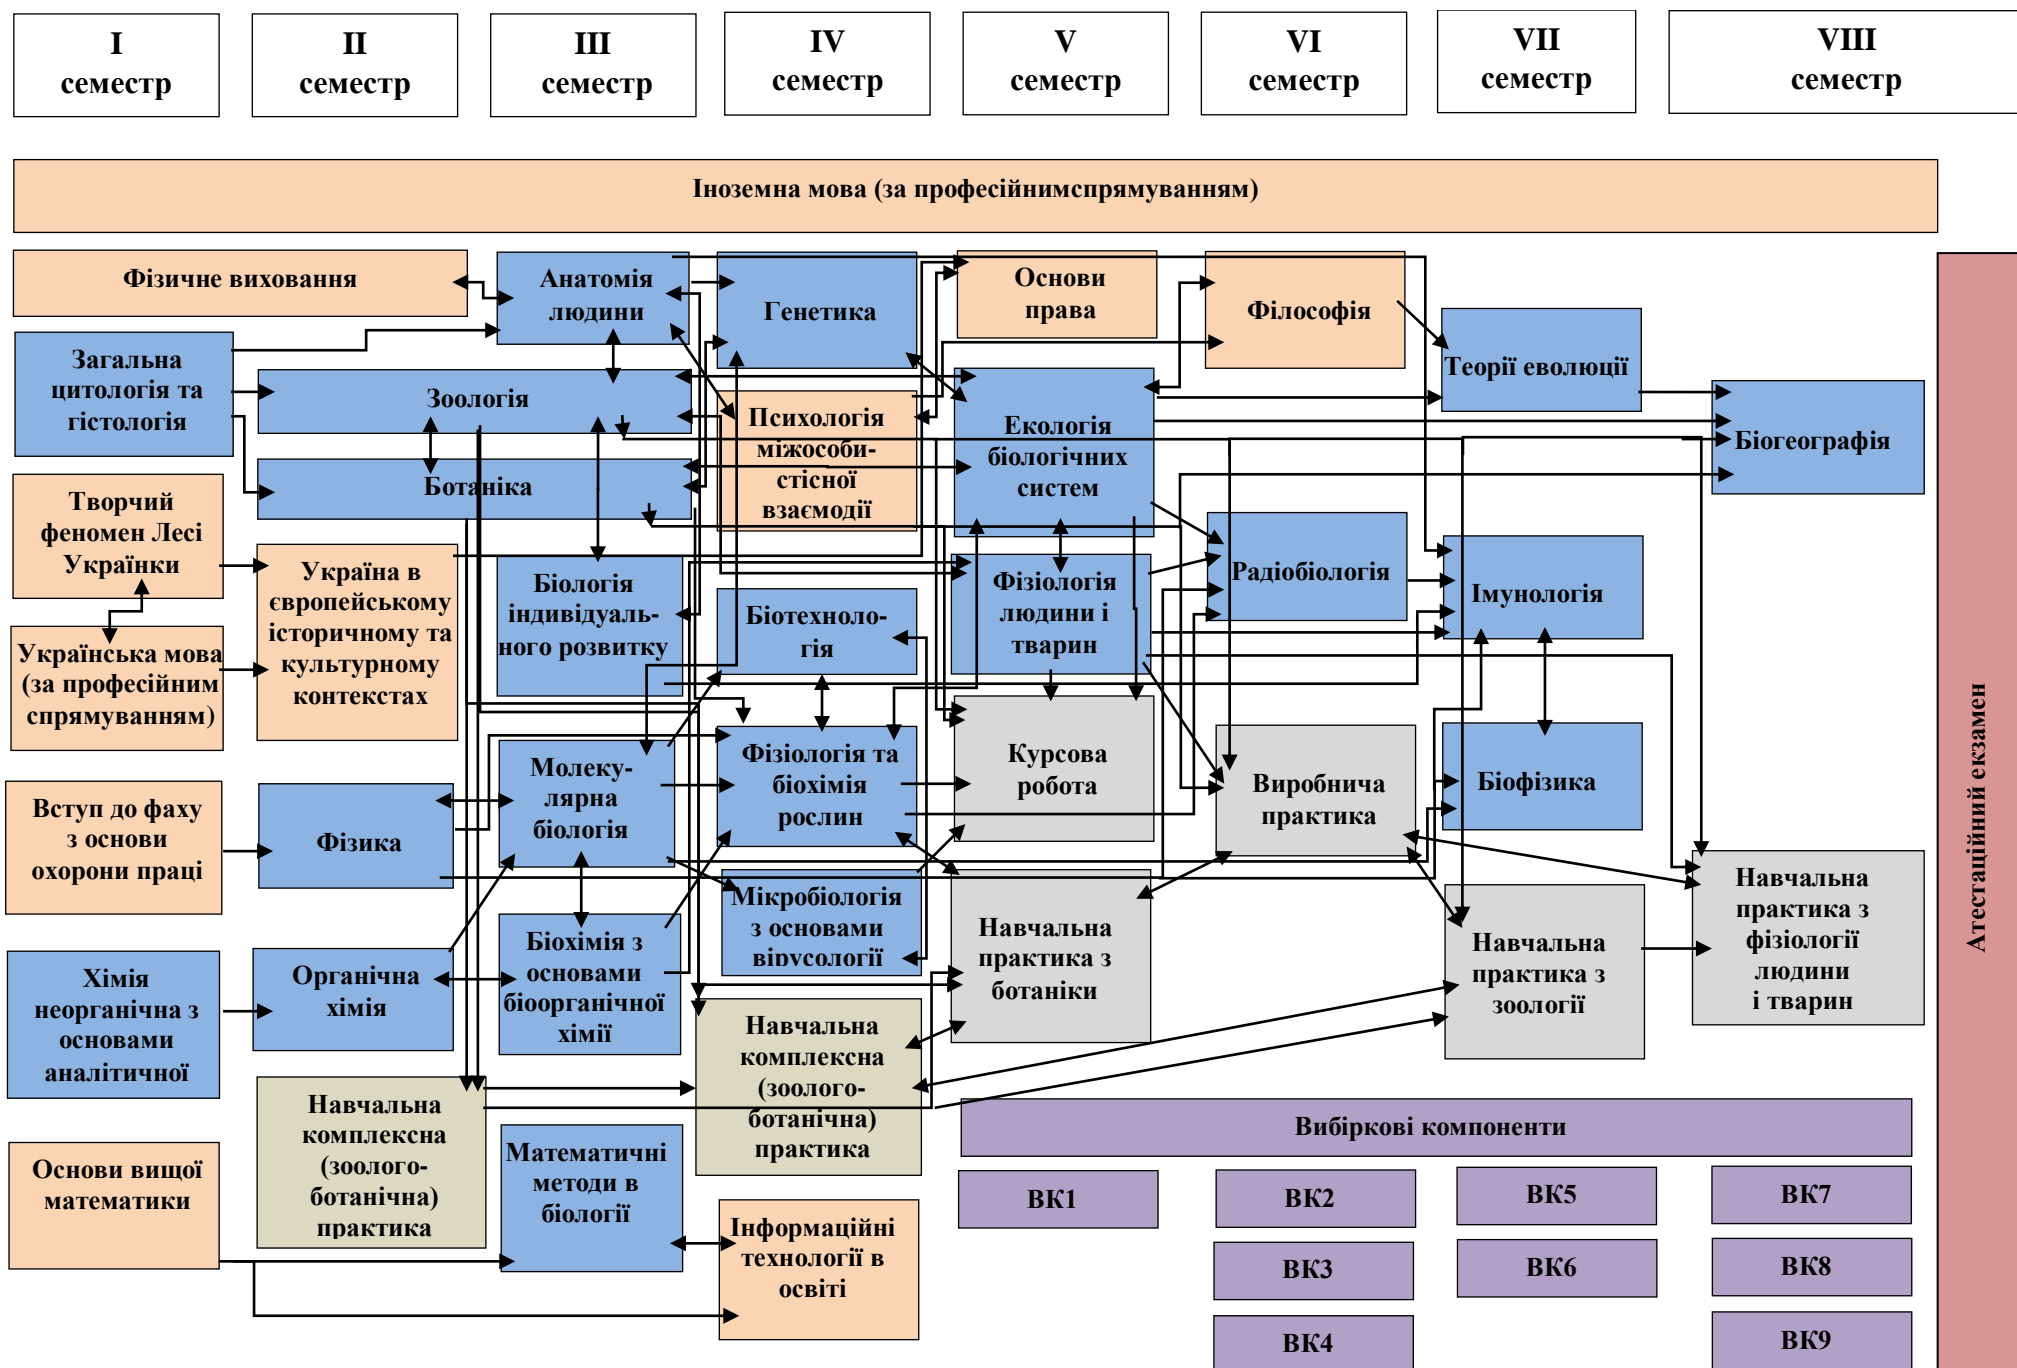 I
семестр
II
семестр
III
семестр
IV
семестр
V
семестр
VI
семестр
VII
семестр
VIII
семестр
Іноземна мова (за професійнимспрямуванням)
Фізичне виховання
Анатомія
людини
Генетика
Основи
права
Філософія
Теорії еволюції
Загальна
цитологія та
гістологія
Зоологія
Ботаніка
Психологія
міжособи-
стісної
взаємодії
Екологія
біологічних
систем
Біогеографія
Творчий
феномен Лесі
Українки
Україна в
європейському
історичному та
культурному
контекстах
Біологія
індивідуаль-
ного розвитку
Біотехноло-
гія
Фізіологія
людини і
тварин
Радіобіологія
Імунологія
Українська мова
(за професійним
спрямуванням)
Вступ до фаху
з основи
охорони праці
Фізика
Молеку-
лярна
біологія
Фізіологія та
біохімія
рослин
Курсова
робота
Виробнича
практика
Біофізика
Мікробіологія
з основами
вірусології
Хімія
неорганічна з
основами
аналітичної
Органічна
хімія
Біохімія з
основами
біоорганічної
хімії
Навчальна
практика з
ботаніки
Навчальна
практика з
зоології
Навчальна
практика з
фізіології
людини
і тварин
Навчальна
комплексна
(зоолого-
ботанічна)
практика
Навчальна
комплексна
(зоолого-
ботанічна)
практика
Основи вищої
математики
Математичні
методи в
біології
Інформаційні
технології в
освіті
Вибіркові компоненти
ВК1
ВК2
ВК5
ВК7
ВК3
ВК6
ВК8
ВК4
ВК9
Атестаційний екзамен